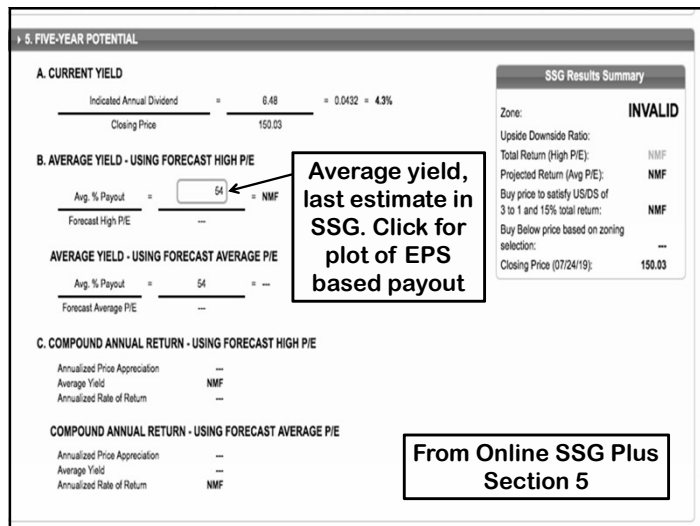 5. FIVE-YEAR POTENTIAL
A. CURRENT YIELD
Indicated Annual Dividend = 6.48 = 0.0432 = 4.3%
Closing Price 150.03
B. AVERAGE YIELD - USING FORECAST HIGH P/E
Avg. % Payout = 54 = NMF
Forecast High P/E ---
AVERAGE YIELD - USING FORECAST AVERAGE P/E
Avg. % Payout = 54 = ---
Forecast Average P/E ---
C. COMPOUND ANNUAL RETURN - USING FORECAST HIGH P/E
Annualized Price Appreciation ---
Average Yield NMF
Annualized Rate of Return ---
COMPOUND ANNUAL RETURN - USING FORECAST AVERAGE P/E
Annualized Price Appreciation ---
Average Yield ---
Annualized Rate of Return NMF
Average yield,
last estimate in
SSG. Click for
plot of EPS
based payout
SSG Results Summary
Zone: INVALID
Upside Downside Ratio:
Total Return (High P/E): NMF
Projected Return (Avg P/E): NMF
Buy price to satisfy US/DS of
3 to 1 and 15% total return: NMF
Buy Below price based on zoning
selection: ---
Closing Price (07/24/19): 150.03
From Online SSG Plus
Section 5